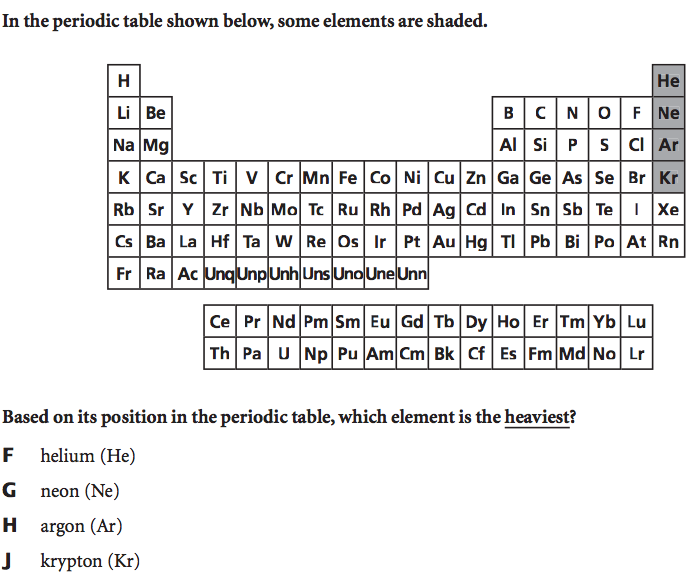 In the periodic table shown below, some elements are shaded.
H He
Li Be B C N O F Ne
Na Mg Al Si P S Cl Ar
K Ca Sc Ti V Cr Mn Fe Co Ni Cu Zn Ga Ge As Se Br Kr
Rb Sr Y Zr Nb Mo Tc Ru Rh Pd Ag Cd In Sn Sb Te I Xe
Cs Ba La Hf Ta W Re Os Ir Pt Au Hg Tl Pb Bi Po At Rn
Fr Ra Ac Unq Unp Unh Uns Uno Une Unn
Ce Pr Nd Pm Sm Eu Gd Tb Dy Ho Er Tm Yb Lu
Th Pa U Np Pu Am Cm Bk Cf Es Fm Md No Lr
Based on its position in the periodic table, which element is the heaviest?
F helium (He)
G neon (Ne)
H argon (Ar)
J krypton (Kr)